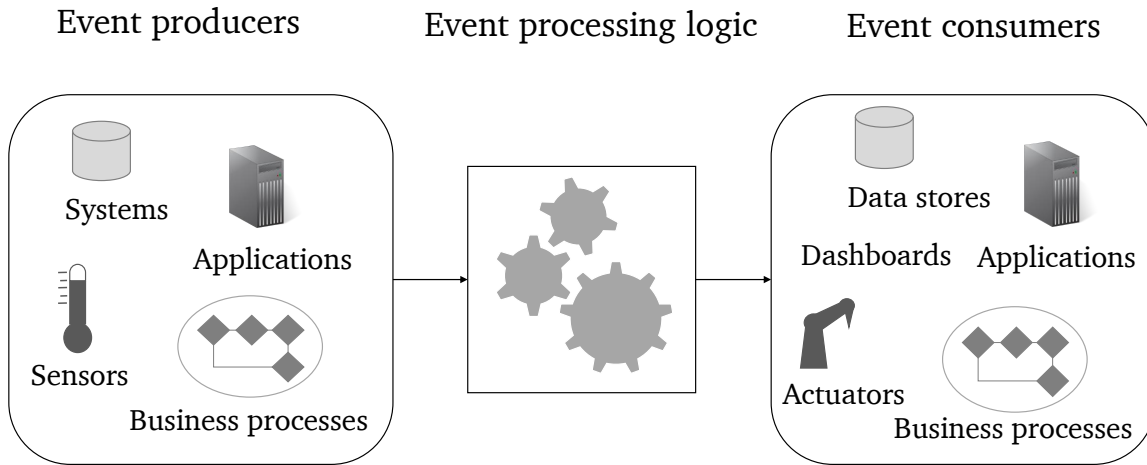 Event producers
Event processing logic
Event consumers
Systems
Applications
Sensors
Business processes
Data stores
Dashboards
Applications
Actuators
Business processes